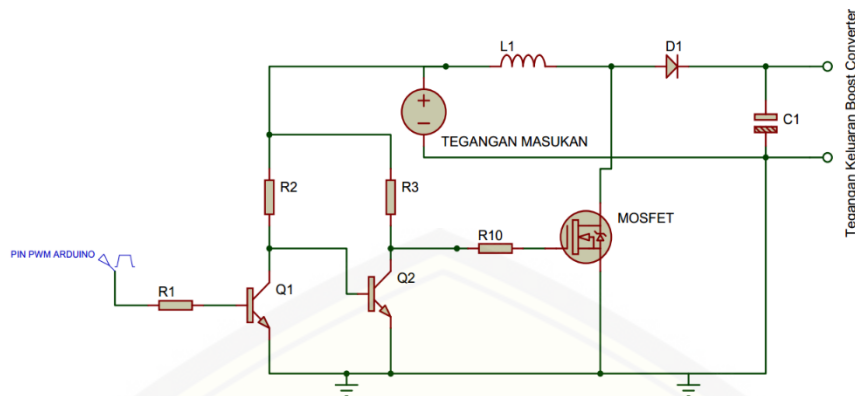 L1
D1
C1
TEGANGAN MASUKAN
Tegangan Keluaran Boost Converter
R2
R3
R10
MOSFET
PIN PWM ARDUINO
R1
Q1
Q2
+
−